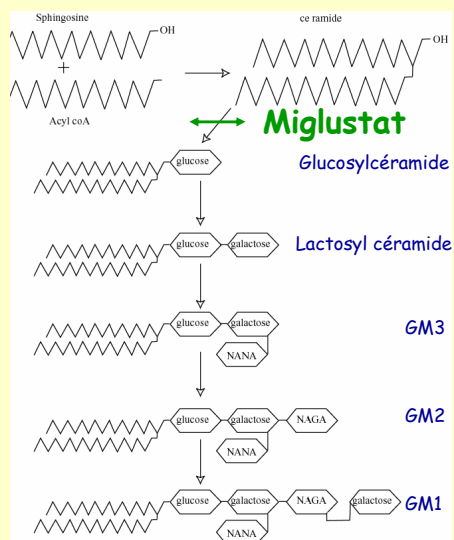 Sphingosine
ce ramide
OH
OH
+
Acyl coA
Miglustat
glucose
Glucosylcéramide
glucose galactose
Lactosyl céramide
glucose galactose
GM3
NANA
glucose galactose NAGA
GM2
NANA
glucose galactose NAGA galactose
GM1
NANA